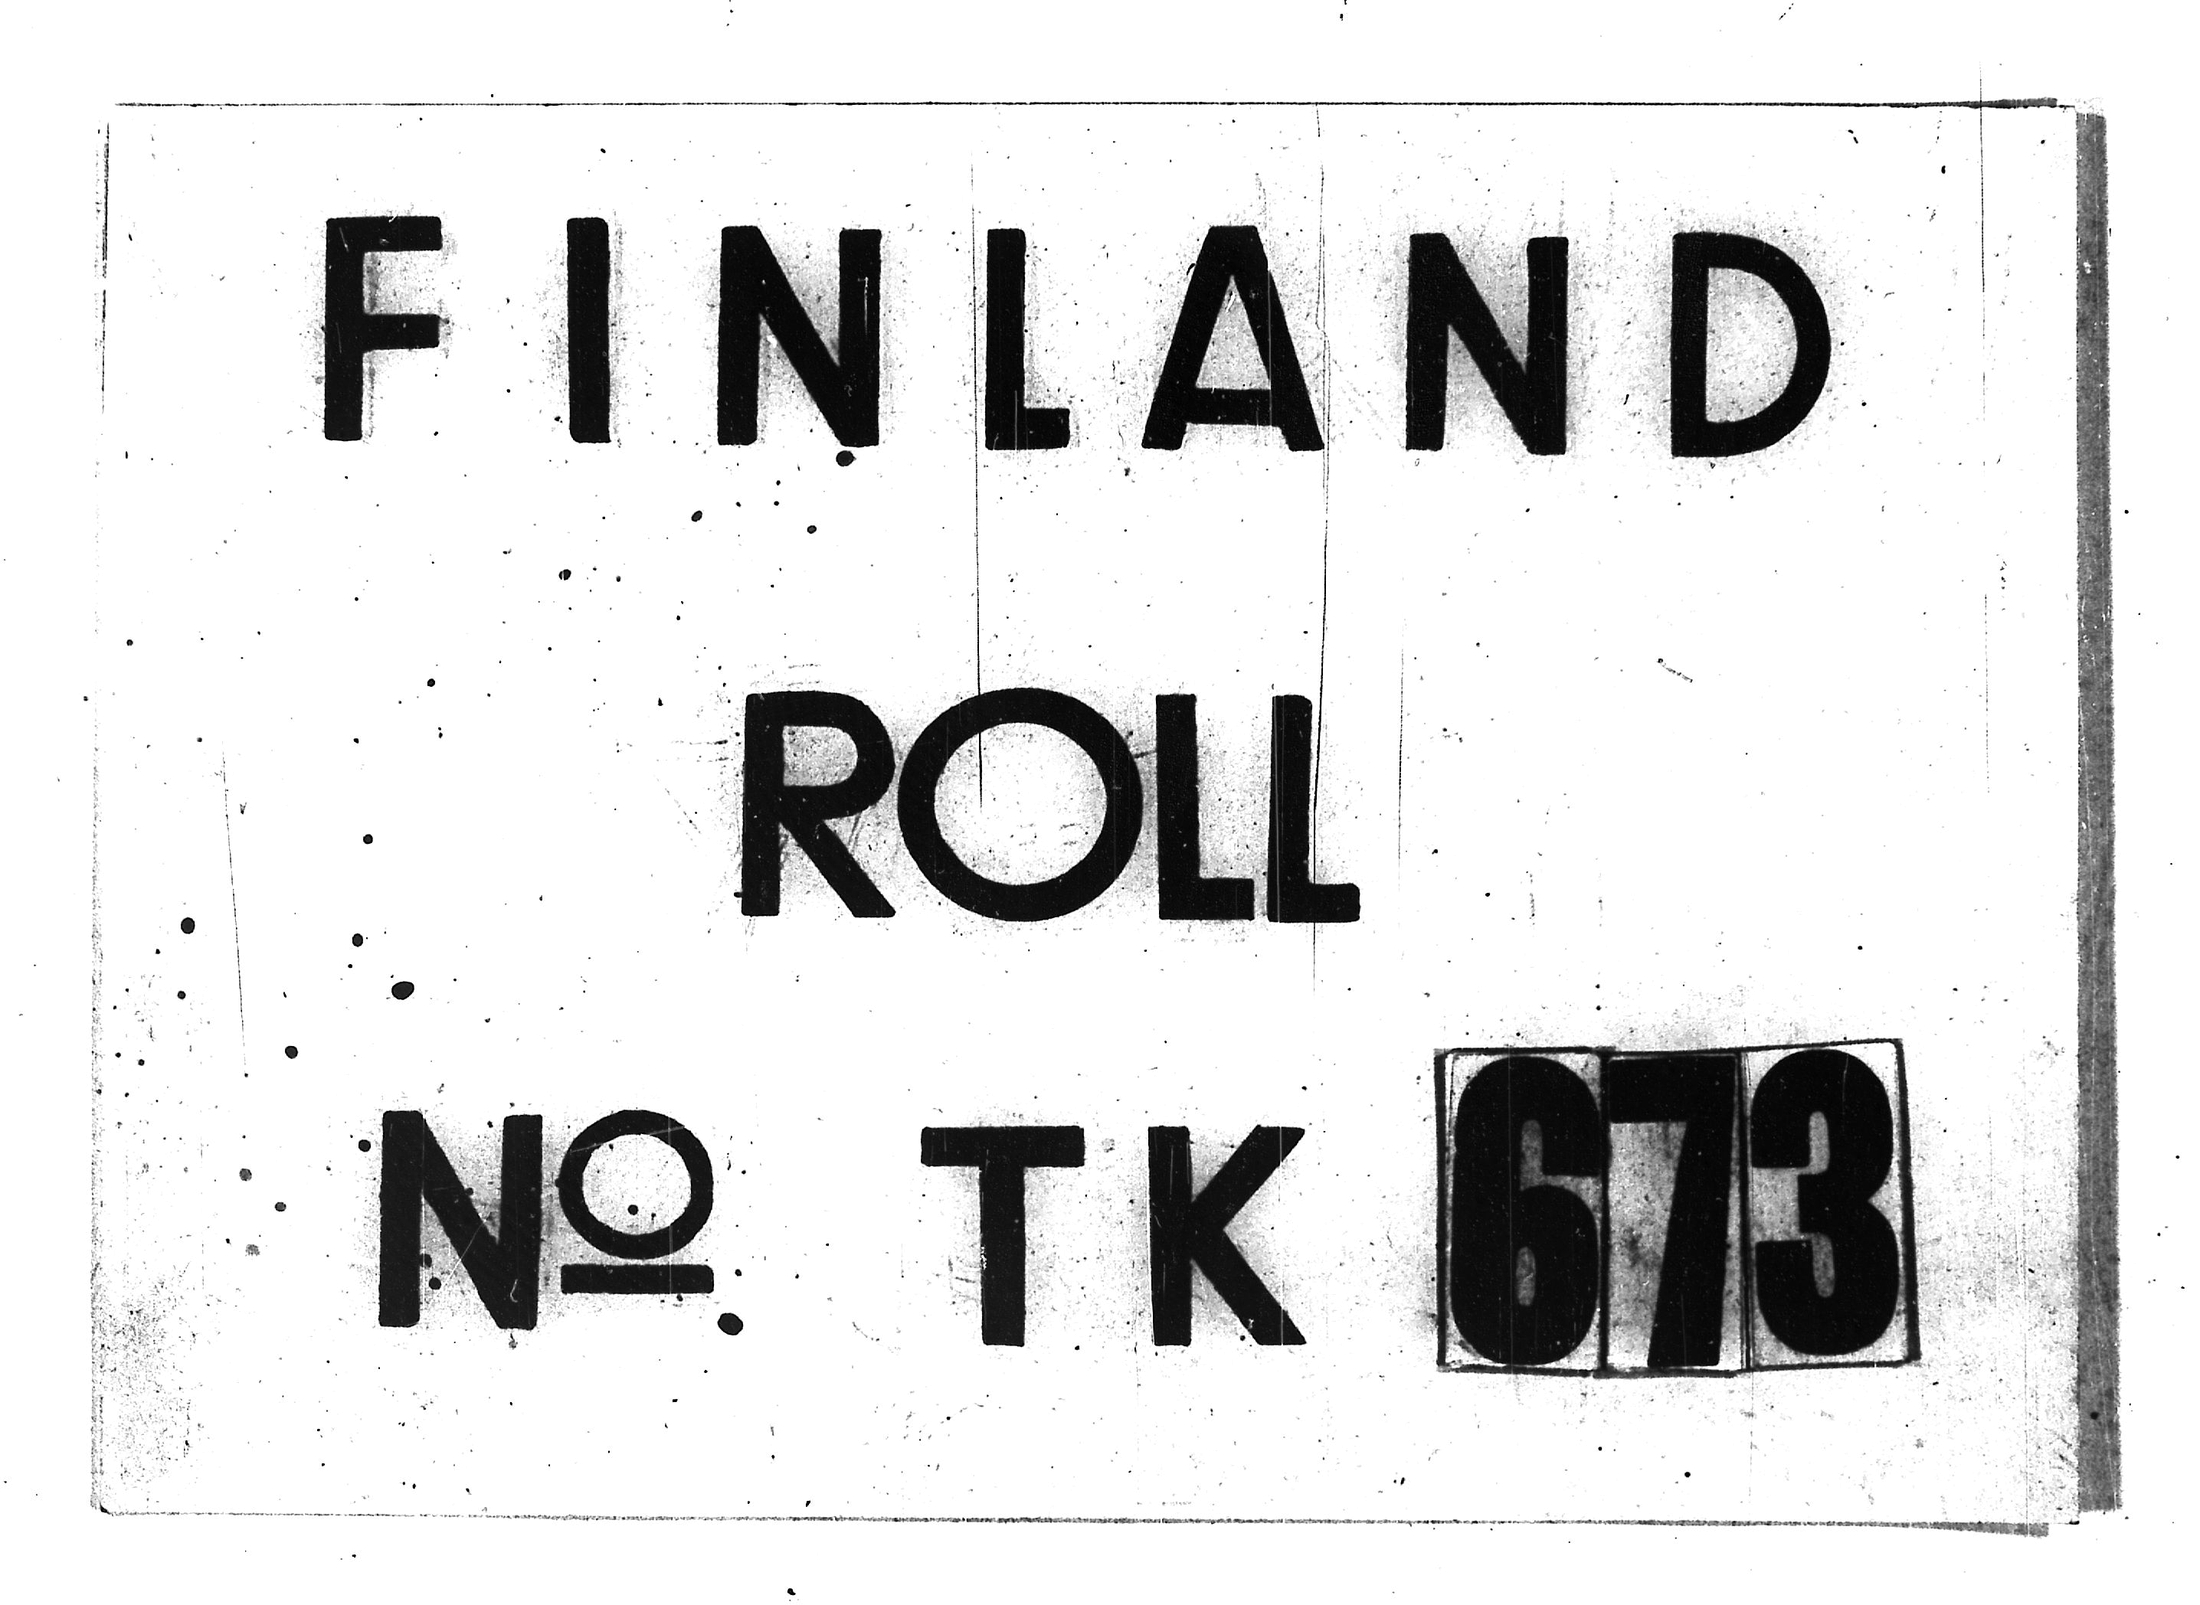 FINLAND
ROLL
Nº TK 673